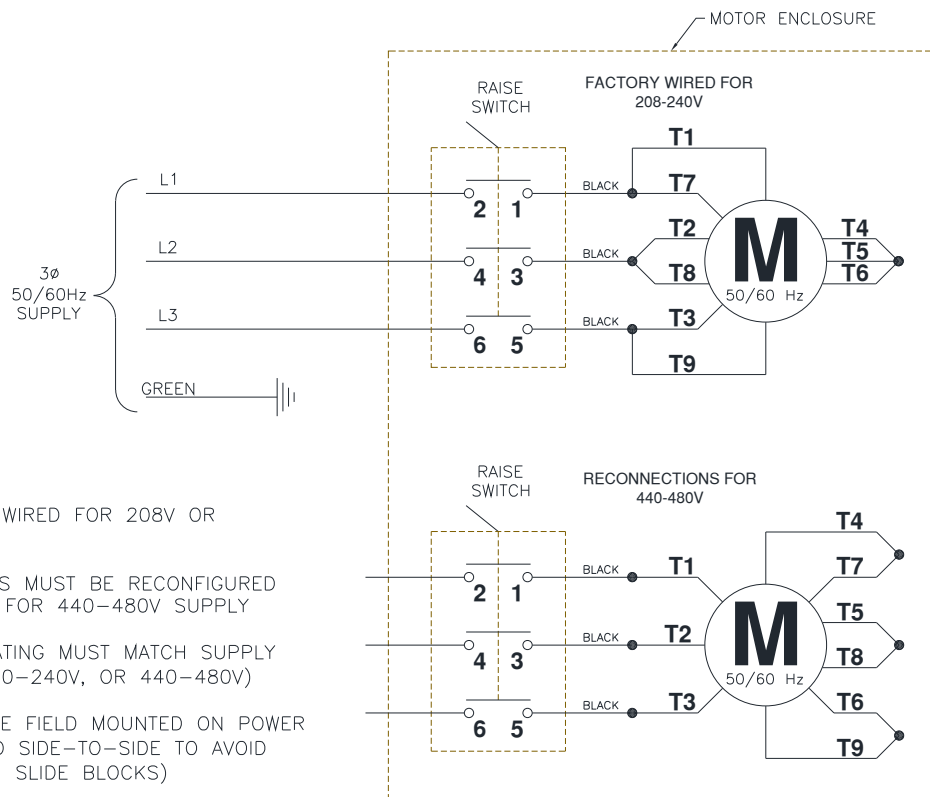 MOTOR ENCLOSURE
RAISE
SWITCH
FACTORY WIRED FOR
208-240V
T1
L1
BLACK
T7
2 1
L2
BLACK
T2
T8
4 3
M
50/60 Hz
T4
T5
T6
3ø
50/60Hz
SUPPLY
L3
BLACK
T3
6 5
T9
GREEN
RAISE
SWITCH
RECONNECTIONS FOR
440-480V
WIRED FOR 208V OR
S MUST BE RECONFIGURED
FOR 440-480V SUPPLY
ATING MUST MATCH SUPPLY
0-240V, OR 440-480V)
E FIELD MOUNTED ON POWER
SIDE-TO-SIDE TO AVOID
SLIDE BLOCKS)
BLACK
T1
2 1
BLACK
T2
4 3
BLACK
T3
6 5
M
50/60 Hz
T4
T7
T5
T8
T6
T9